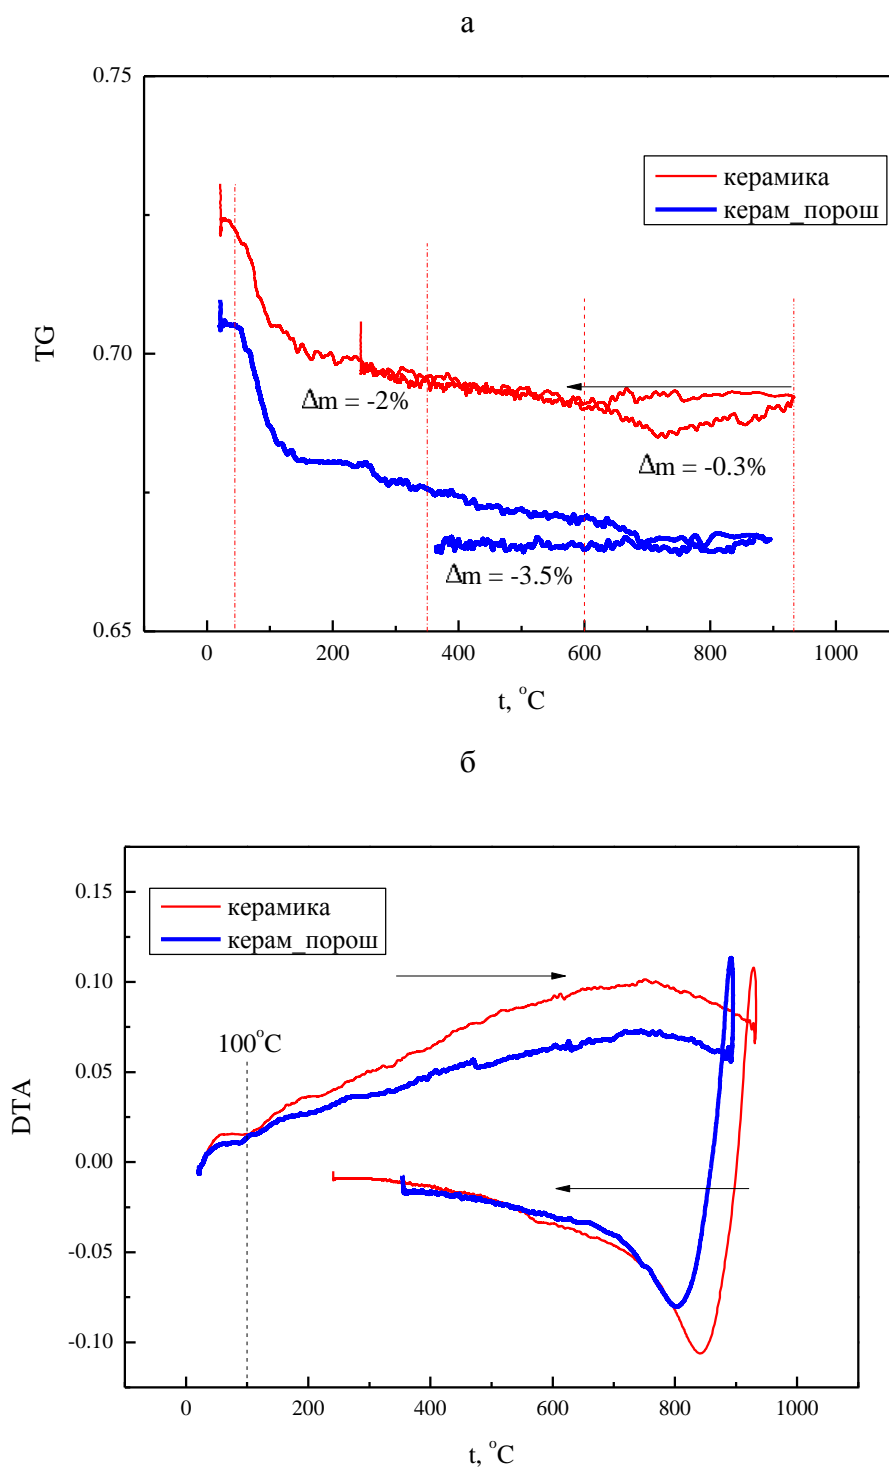 а
0.75
керамика
керам_порош
0.70
TG
Δm = -2%
Δm = -0.3%
Δm = -3.5%
0.65
0 200 400 600 800 1000
t, °C
б
0.15
керамика
керам_порош
0.10
100°C
0.05
DTA
0.00
-0.05
-0.10
0 200 400 600 800 1000
t, °C